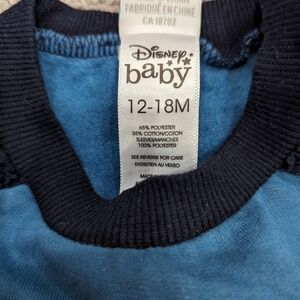 FABRIQUÉ EN CHINE
CA 18702
Disney
baby
12-18M
65% POLYESTER
35% COTON/COTTON
SLEEVES/MANCHES
100% POLYESTER
SEE REVERSE FOR CARE
ENTRETIEN AU VERSO
MADE